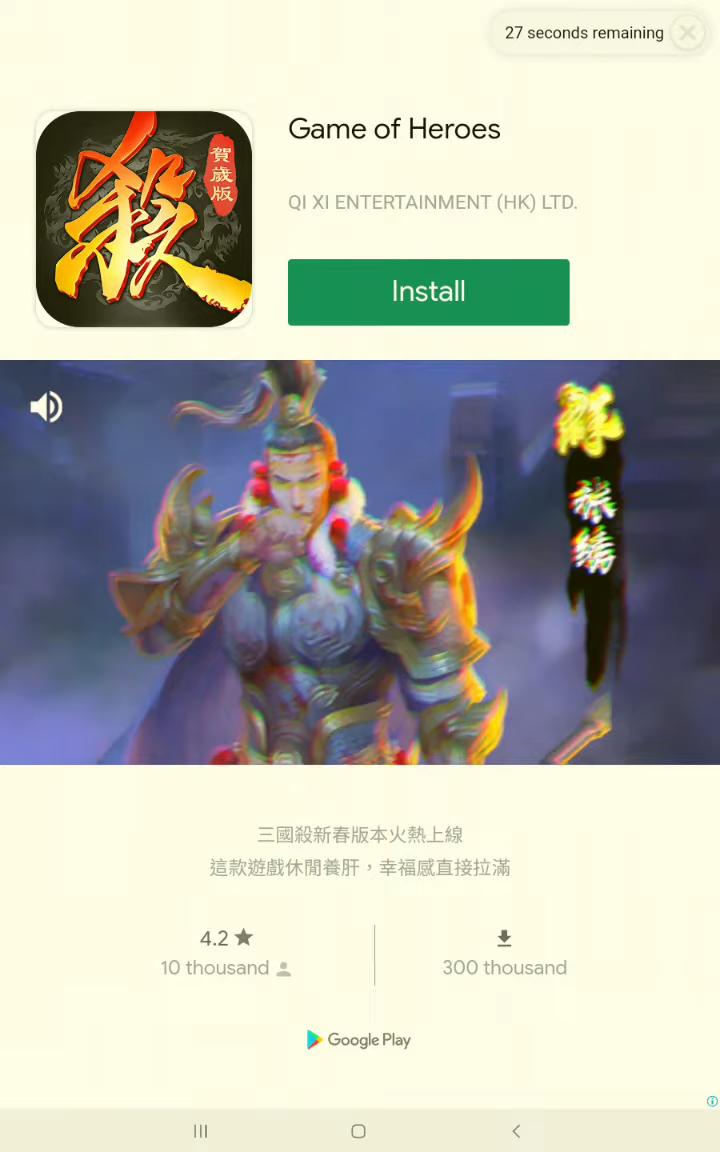 27 seconds remaining
Game of Heroes
殺
賀歲版
QI XI ENTERTAINMENT (HK) LTD.
Install
三國殺新春版本火熱上線
這款遊戲休閒養肝，幸福感直接拉滿
4.2
10 thousand
300 thousand
Google Play